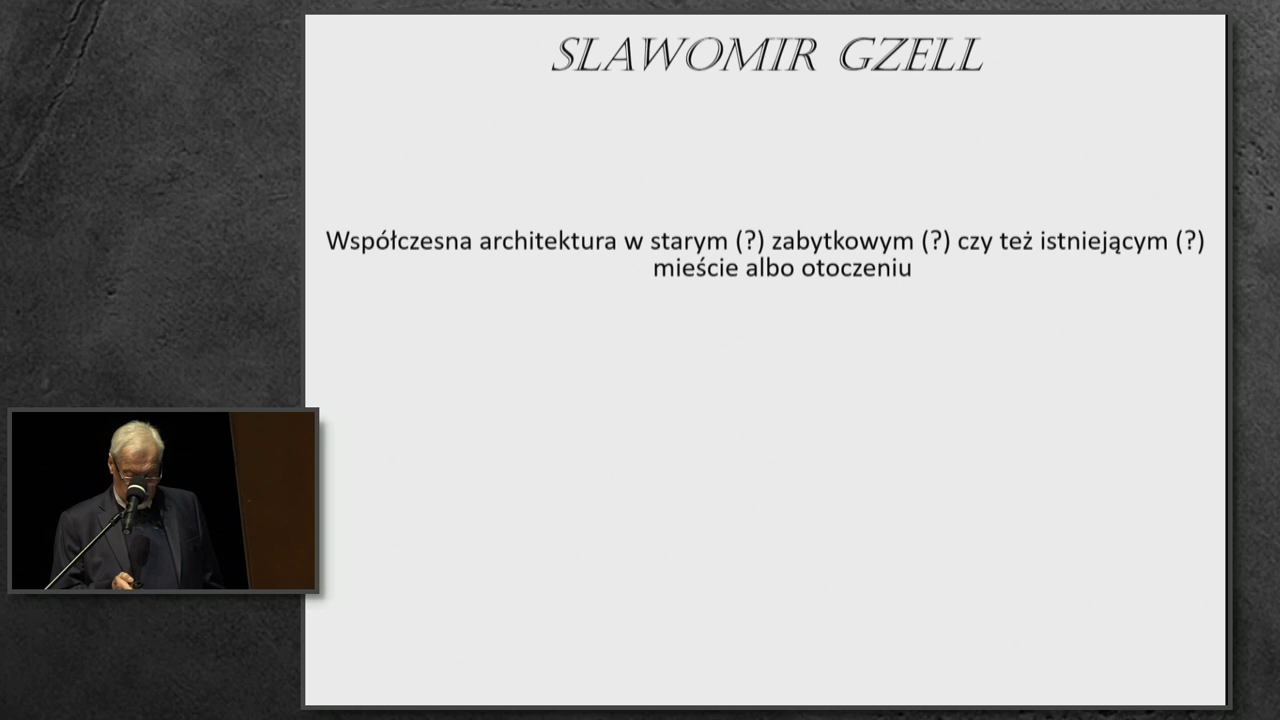 SLAWOMIR GZELL
Współczesna architektura w starym (?) zabytkowym (?) czy też istniejącym (?)
mieście albo otoczeniu